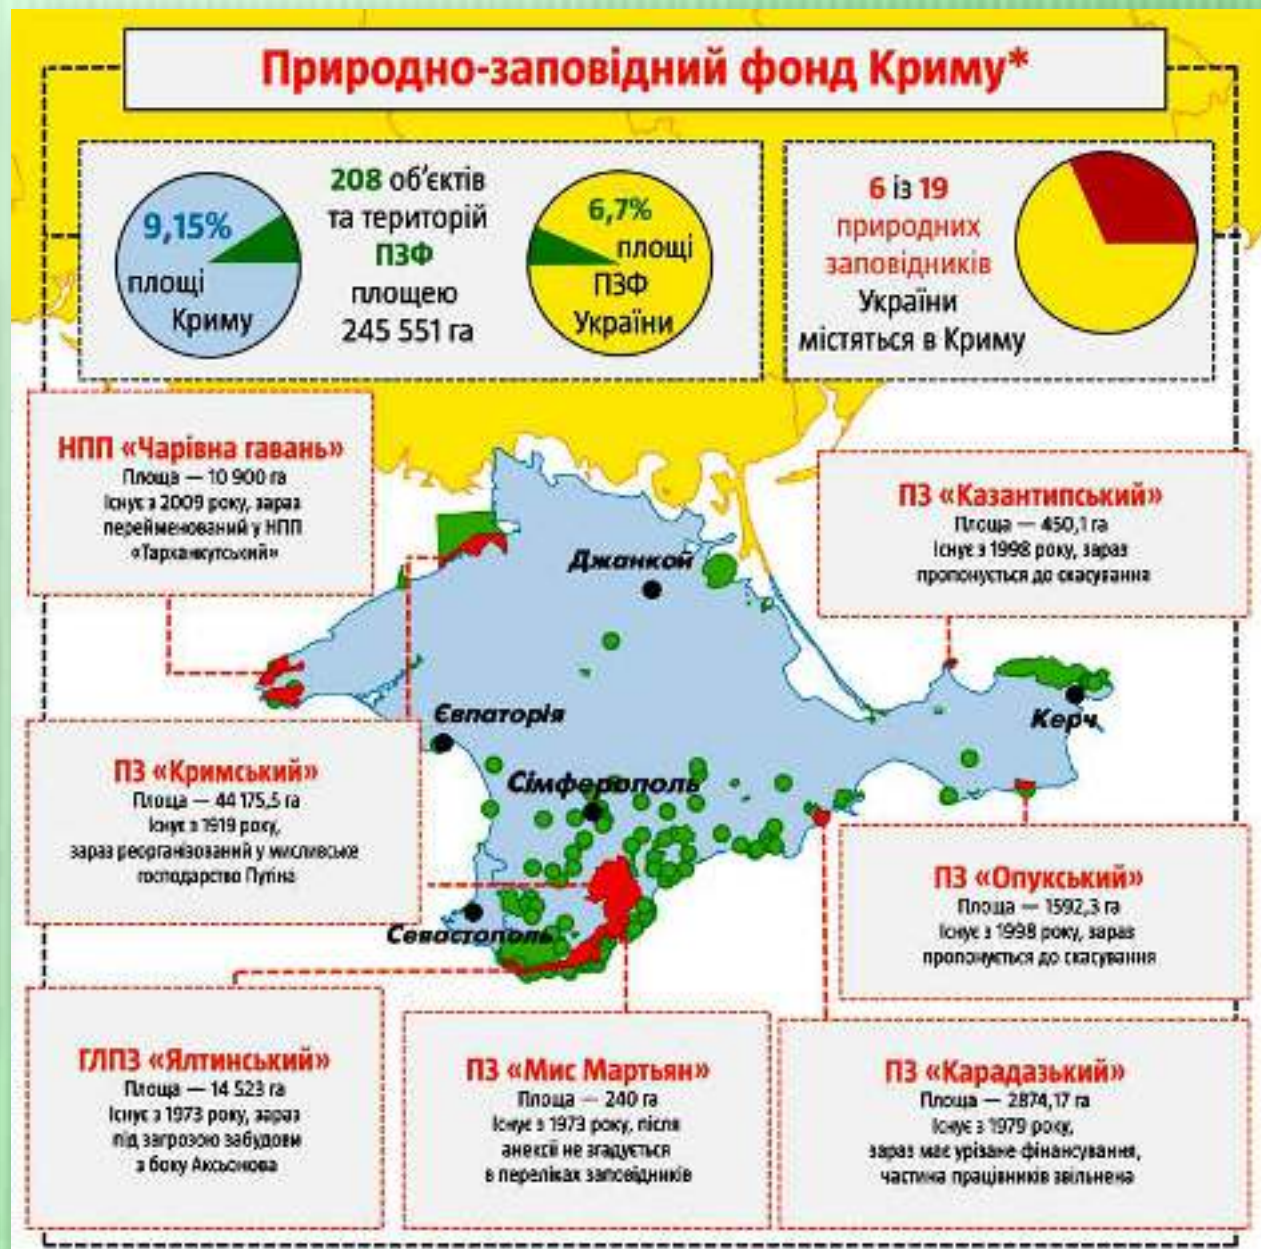 Природно-заповідний фонд Криму*
9,15%
площі
Криму
208 об'єктів
та територій
ПЗФ
площею
245 551 га
6,7%
площі
ПЗФ
України
6 із 19
природних
заповідників
України
містяться в Криму
НПП «Чарівна гавань»
Площа — 10 900 га
Існує з 2009 року, зараз
перейменований у НПП
«Тарханкутський»
ПЗ «Казантипський»
Площа — 450,1 га
Існує з 1998 року, зараз
пропонується до скасування
Джанкой
Євпаторія
Керч
Сімферополь
Севастополь
ПЗ «Кримський»
Площа — 44 175,5 га
Існує з 1919 року,
зараз реорганізований у мисливське
господарство Путіна
ПЗ «Опукський»
Площа — 1592,3 га
Існує з 1998 року, зараз
пропонується до скасування
ГЛПЗ «Ялтинський»
Площа — 14 523 га
Існує з 1973 року, зараз
під загрозою забудови
з боку Аксьонова
ПЗ «Мис Мартьян»
Площа — 240 га
Існує з 1973 року, після
анексії не згадується
в переліках заповідників
ПЗ «Карадазький»
Площа — 2874,17 га
Існує з 1979 року,
зараз має урізане фінансування,
частина працівників звільнена